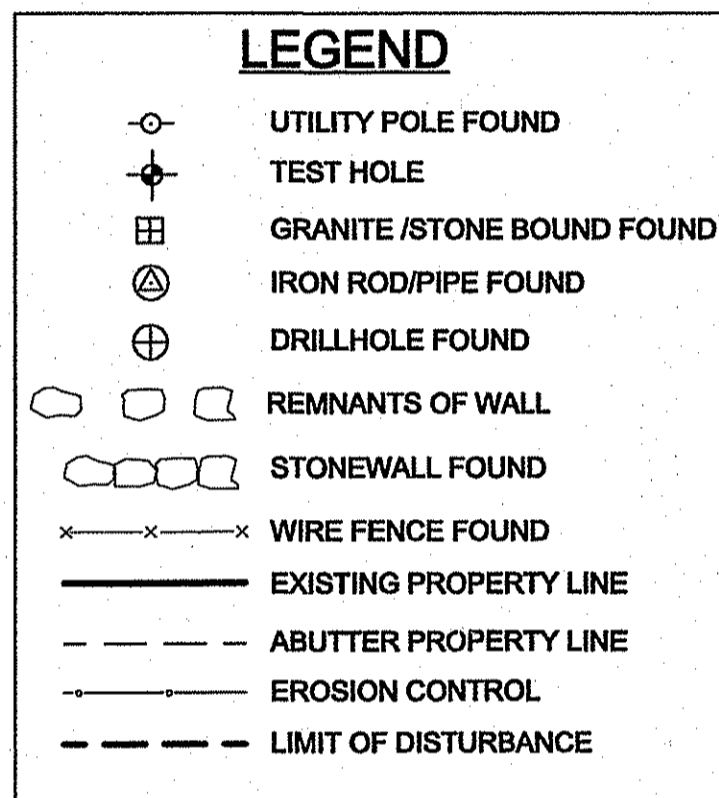 LEGEND
UTILITY POLE FOUND
TEST HOLE
GRANITE /STONE BOUND FOUND
IRON ROD/PIPE FOUND
DRILLHOLE FOUND
REMNANTS OF WALL
STONEWALL FOUND
WIRE FENCE FOUND
EXISTING PROPERTY LINE
ABUTTER PROPERTY LINE
EROSION CONTROL
LIMIT OF DISTURBANCE